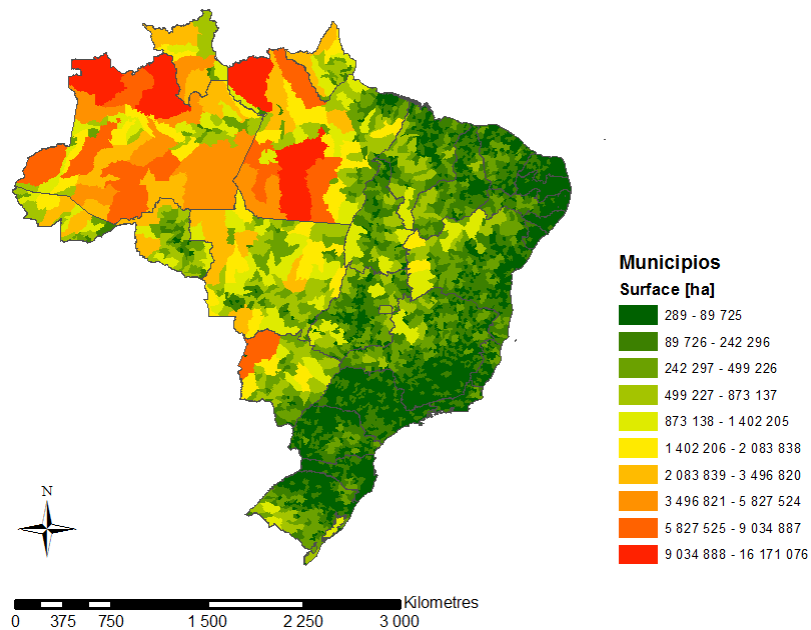 Municipios
Surface [ha]
289 - 89 725
89 726 - 242 296
242 297 - 499 226
499 227 - 873 137
873 138 - 1 402 205
1 402 206 - 2 083 838
2 083 839 - 3 496 820
3 496 821 - 5 827 524
5 827 525 - 9 034 887
9 034 888 - 16 171 076
N
Kilometres
0 375 750 1 500 2 250 3 000